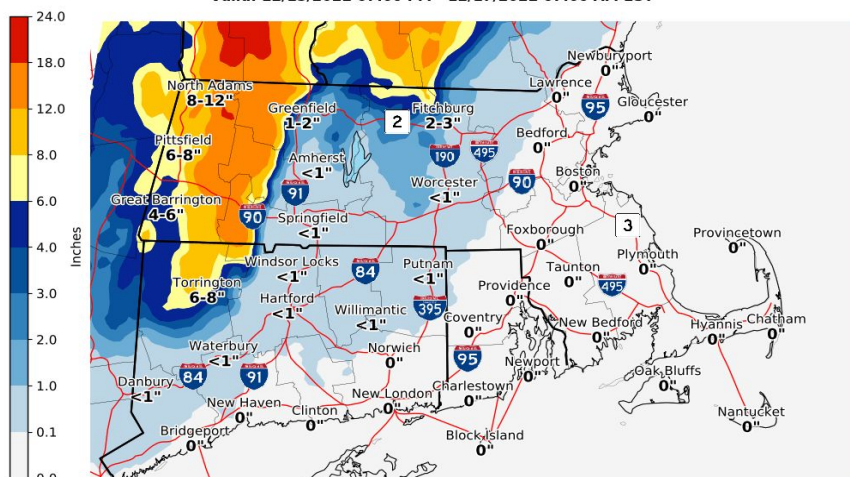 24.0
18.0
12.0
8.0
6.0
4.0
3.0
2.0
1.0
0.1
Inches
Newburyport
0"
North Adams
8-12"
Lawrence
0"
95
Gloucester
0"
Greenfield
1-2"
2
Fitchburg
2-3"
Pittsfield
6-8"
Bedford
0"
190
495
Amherst
<1"
Boston
0"
91
Worcester
<1"
90
Great Barrington
4-6"
90
Springfield
<1"
Foxborough
0"
3
Provincetown
0"
Windsor Locks
<1"
84
Putnam
<1"
Plymouth
0"
Taunton
0"
495
Torrington
6-8"
Providence
0"
Hartford
<1"
395
Willimantic
<1"
Coventry
0"
New Bedford
0"
Hyannis
0"
Chatham
0"
Waterbury
<1"
Norwich
0"
95
Newport
0"
Danbury
<1"
84
91
Oak Bluffs
0"
Charlestown
0"
New London
0"
New Haven
0"
Clinton
0"
Nantucket
0"
Bridgeport
0"
Block Island
0"